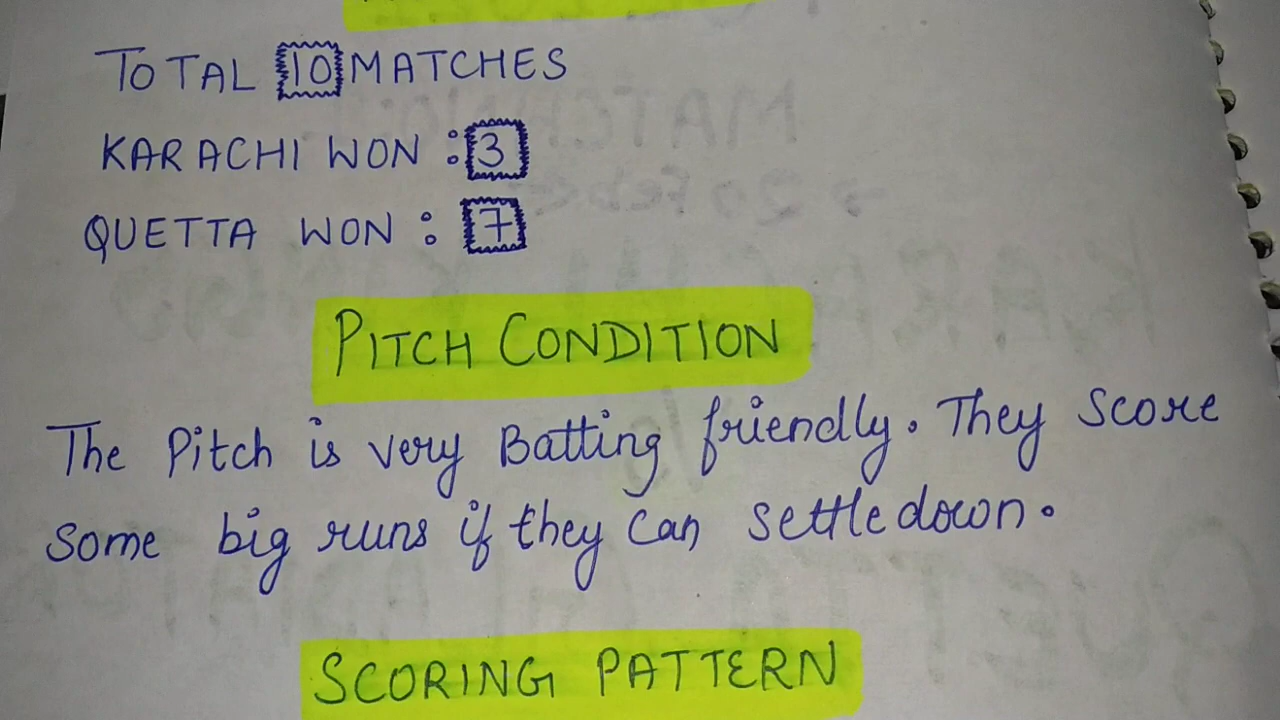 TOTAL 10 MATCHES
KARACHI WON : 3
QUETTA WON : 7
PITCH CONDITION
The Pitch is very Batting friendly. They Score
Some big runs if they Can Settle down.
SCORING PATTERN